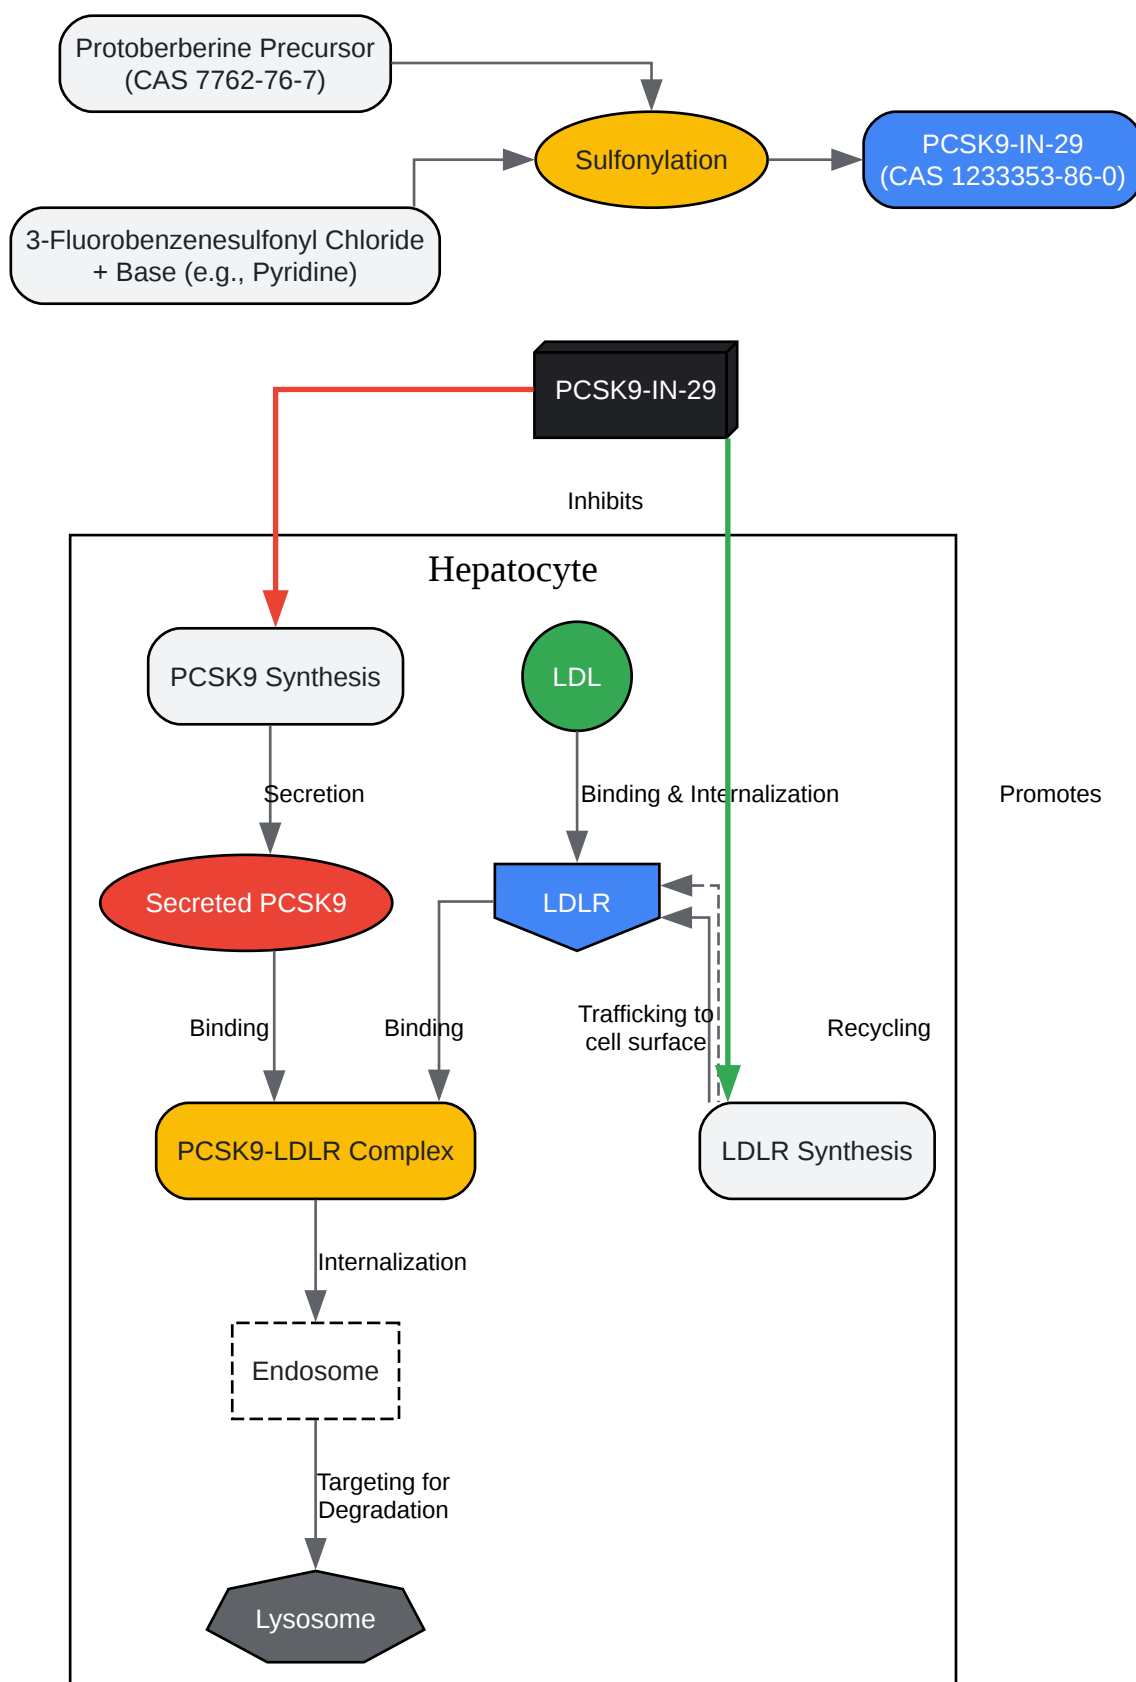 Protoberberine Precursor
(CAS 7762-76-7)
Sulfonylation
PCSK9-IN-29
(CAS 1233353-86-0)
3-Fluorobenzenesulfonyl Chloride
+ Base (e.g., Pyridine)
PCSK9-IN-29
Inhibits
Hepatocyte
PCSK9 Synthesis
LDL
Secretion
Binding & Internalization
Promotes
Secreted PCSK9
LDLR
Binding
Binding
Trafficking to
cell surface
Recycling
PCSK9-LDLR Complex
LDLR Synthesis
Internalization
Endosome
Targeting for
Degradation
Lysosome